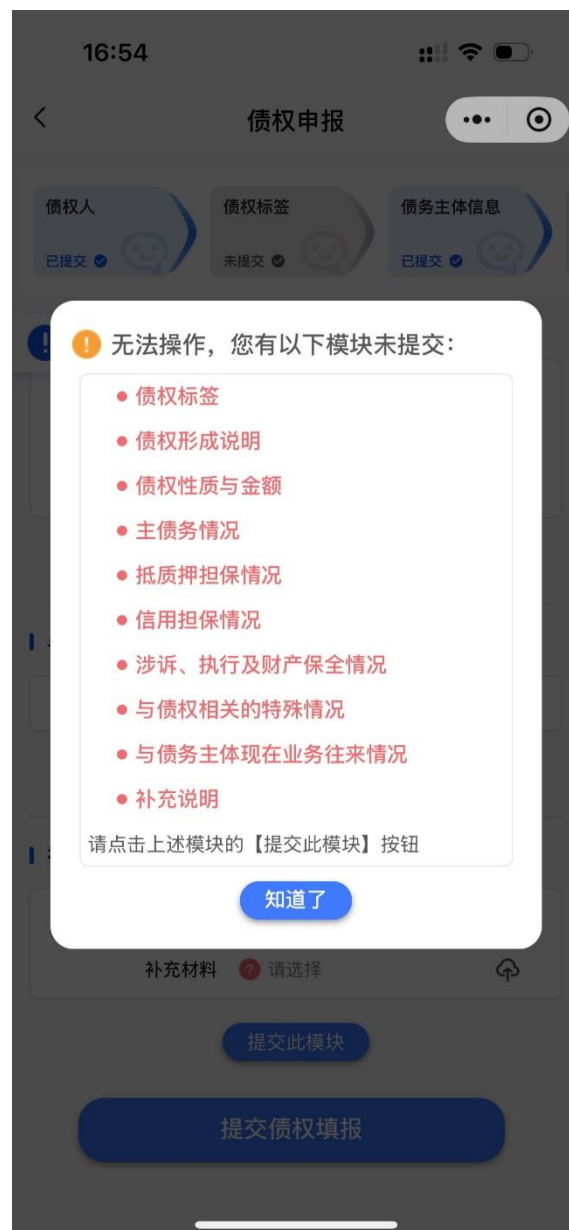 16:54
债权申报
债权人
债权标签
债务主体信息
已提交
未提交
已提交
无法操作，您有以下模块未提交：
债权标签
债权形成说明
债权性质与金额
主债务情况
抵质押担保情况
信用担保情况
涉诉、执行及财产保全情况
与债权相关的特殊情况
与债务主体现在业务往来情况
补充说明
请点击上述模块的【提交此模块】按钮
知道了
补充材料 请选择
提交此模块
提交债权填报